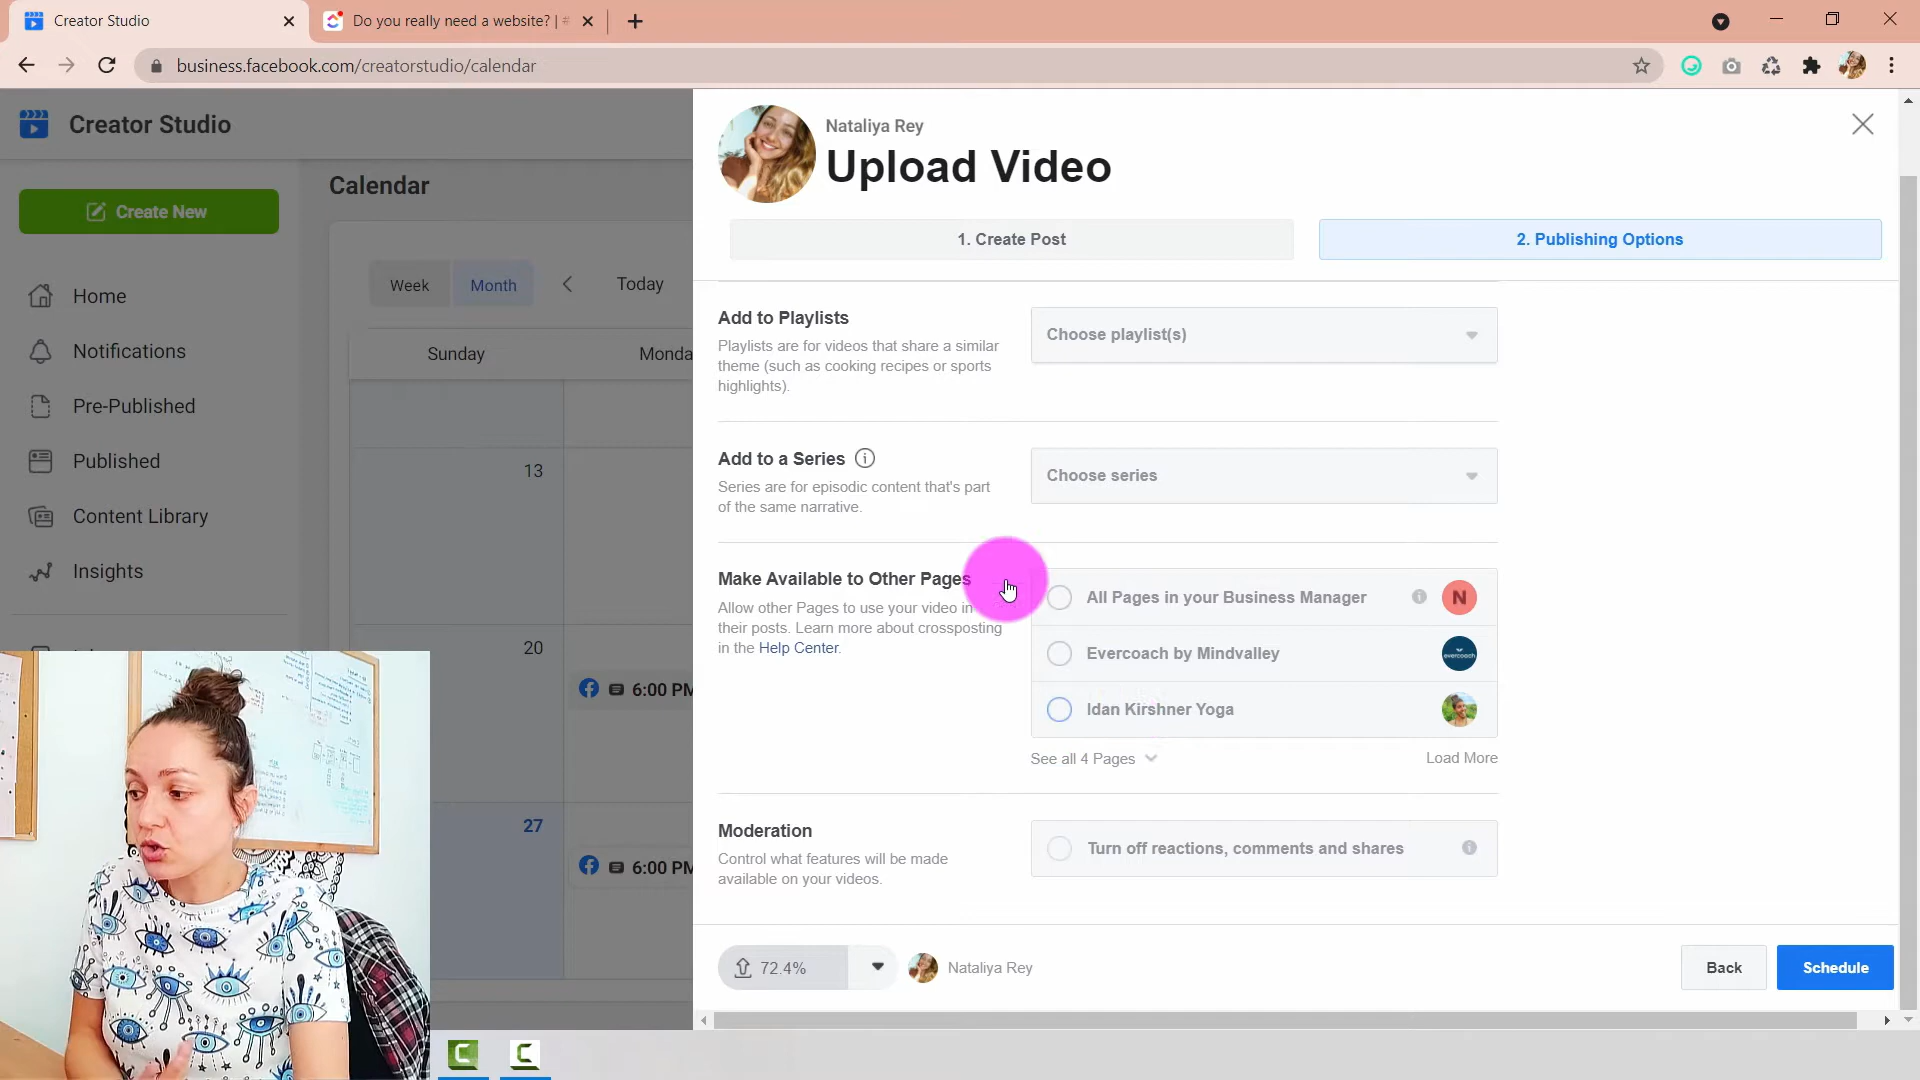 Creator Studio
Do you really need a website? | #
business.facebook.com/creatorstudio/calendar
Creator Studio
Create New
Home
Notifications
Pre-Published
Published
Content Library
Insights
Calendar
Week
Month
Today
Sunday
Monda
13
20
6:00 PM
27
6:00 PM
Nataliya Rey
Upload Video
1. Create Post
2. Publishing Options
Add to Playlists
Playlists are for videos that share a similar
theme (such as cooking recipes or sports
highlights).
Choose playlist(s)
Add to a Series
Series are for episodic content that's part
of the same narrative.
Choose series
Make Available to Other Pages
Allow other Pages to use your video in
their posts. Learn more about crossposting
in the Help Center.
All Pages in your Business Manager
N
Evercoach by Mindvalley
evercoach
Idan Kirshner Yoga
See all 4 Pages
Load More
Moderation
Control what features will be made
available on your videos.
Turn off reactions, comments and shares
72.4%
Nataliya Rey
Back
Schedule